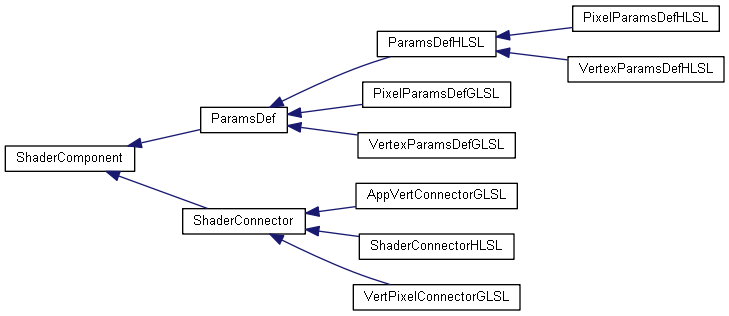 PixelParamsDefHLSL
ParamsDefHLSL
VertexParamsDefHLSL
PixelParamsDefGLSL
ParamsDef
VertexParamsDefGLSL
ShaderComponent
AppVertConnectorGLSL
ShaderConnector
ShaderConnectorHLSL
VertPixelConnectorGLSL